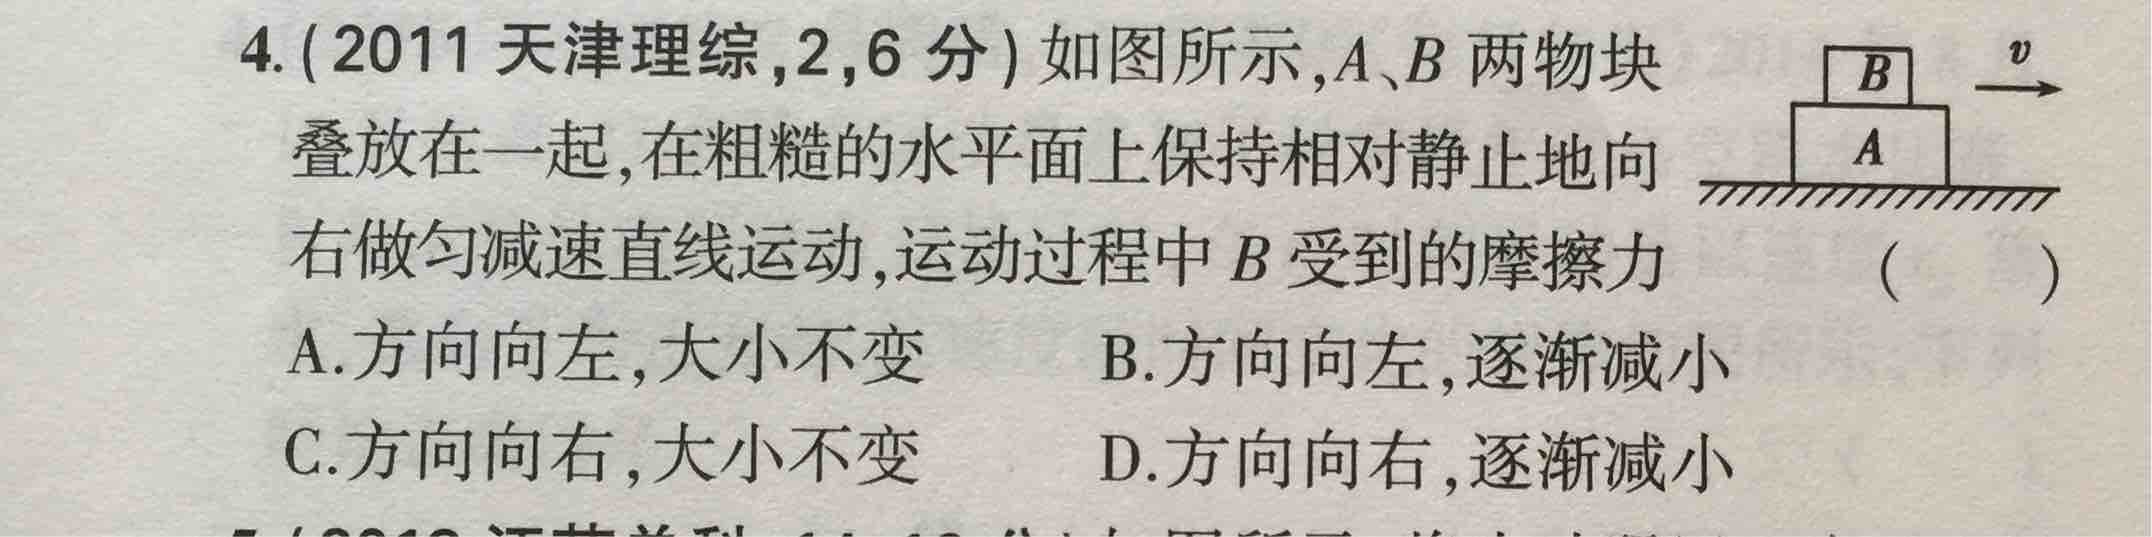 4.(2011 天津理综,2,6 分)如图所示,A、B 两物块
叠放在一起,在粗糙的水平面上保持相对静止地向
右做匀减速直线运动,运动过程中 B 受到的摩擦力 (  )
A.方向向左,大小不变 B.方向向左,逐渐减小
C.方向向右,大小不变 D.方向向右,逐渐减小
B
v
A